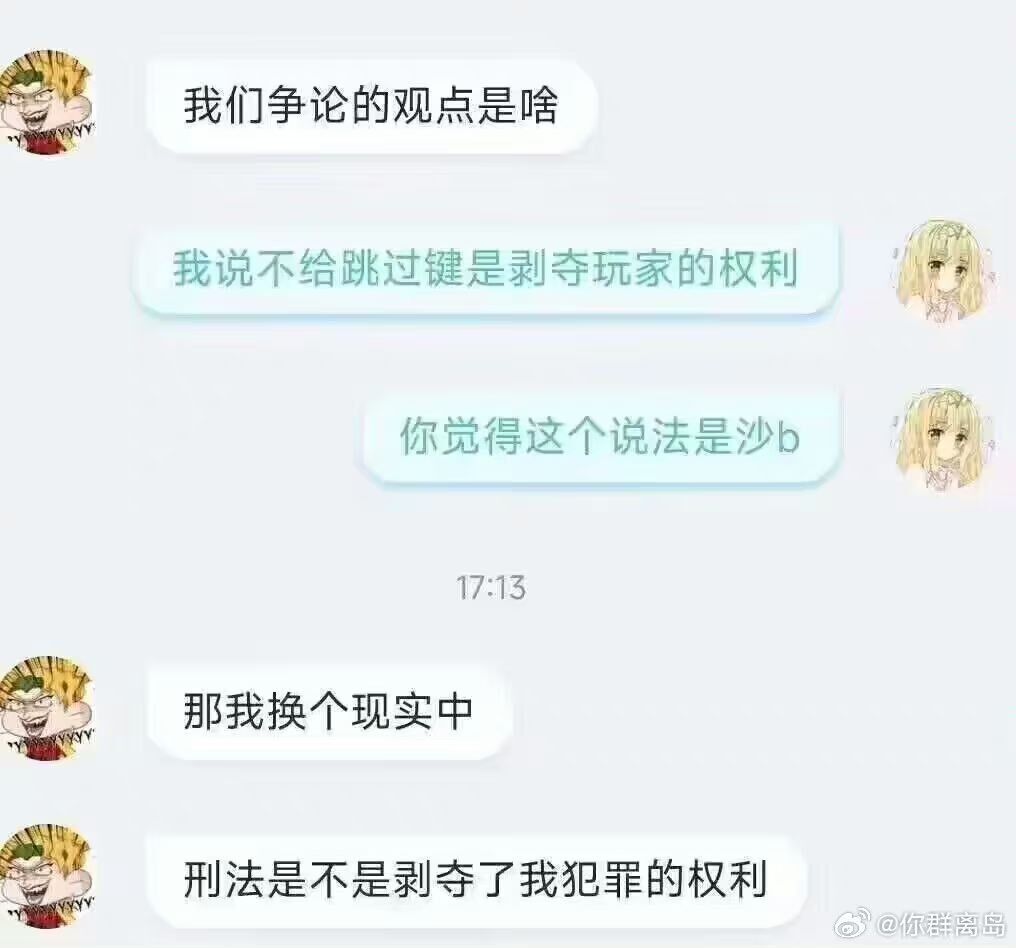 我们争论的观点是啥
我说不给跳过键是剥夺玩家的权利
你觉得这个说法是沙b
17:13
那我换个现实中
刑法是不是剥夺了我犯罪的权利
@你群离岛